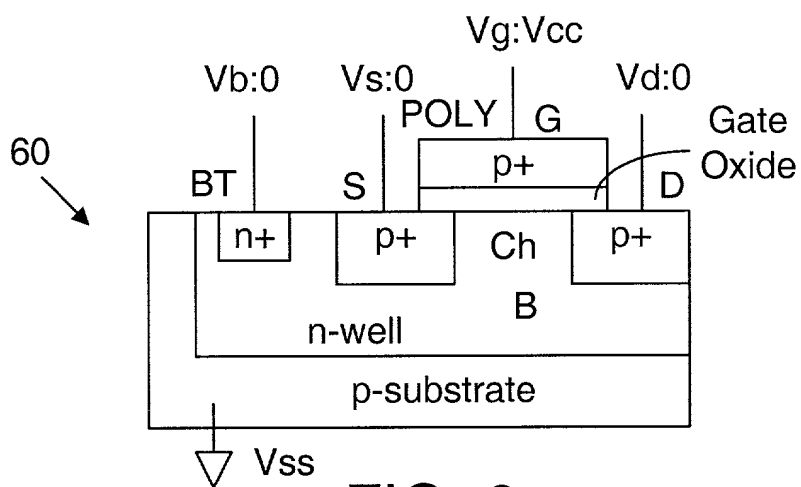 Vg:Vcc
Vb:0
Vs:0
Vd:0
POLY
G
Gate
Oxide
60
BT
S
p+
D
n+
p+
Ch
p+
B
n-well
p-substrate
Vss